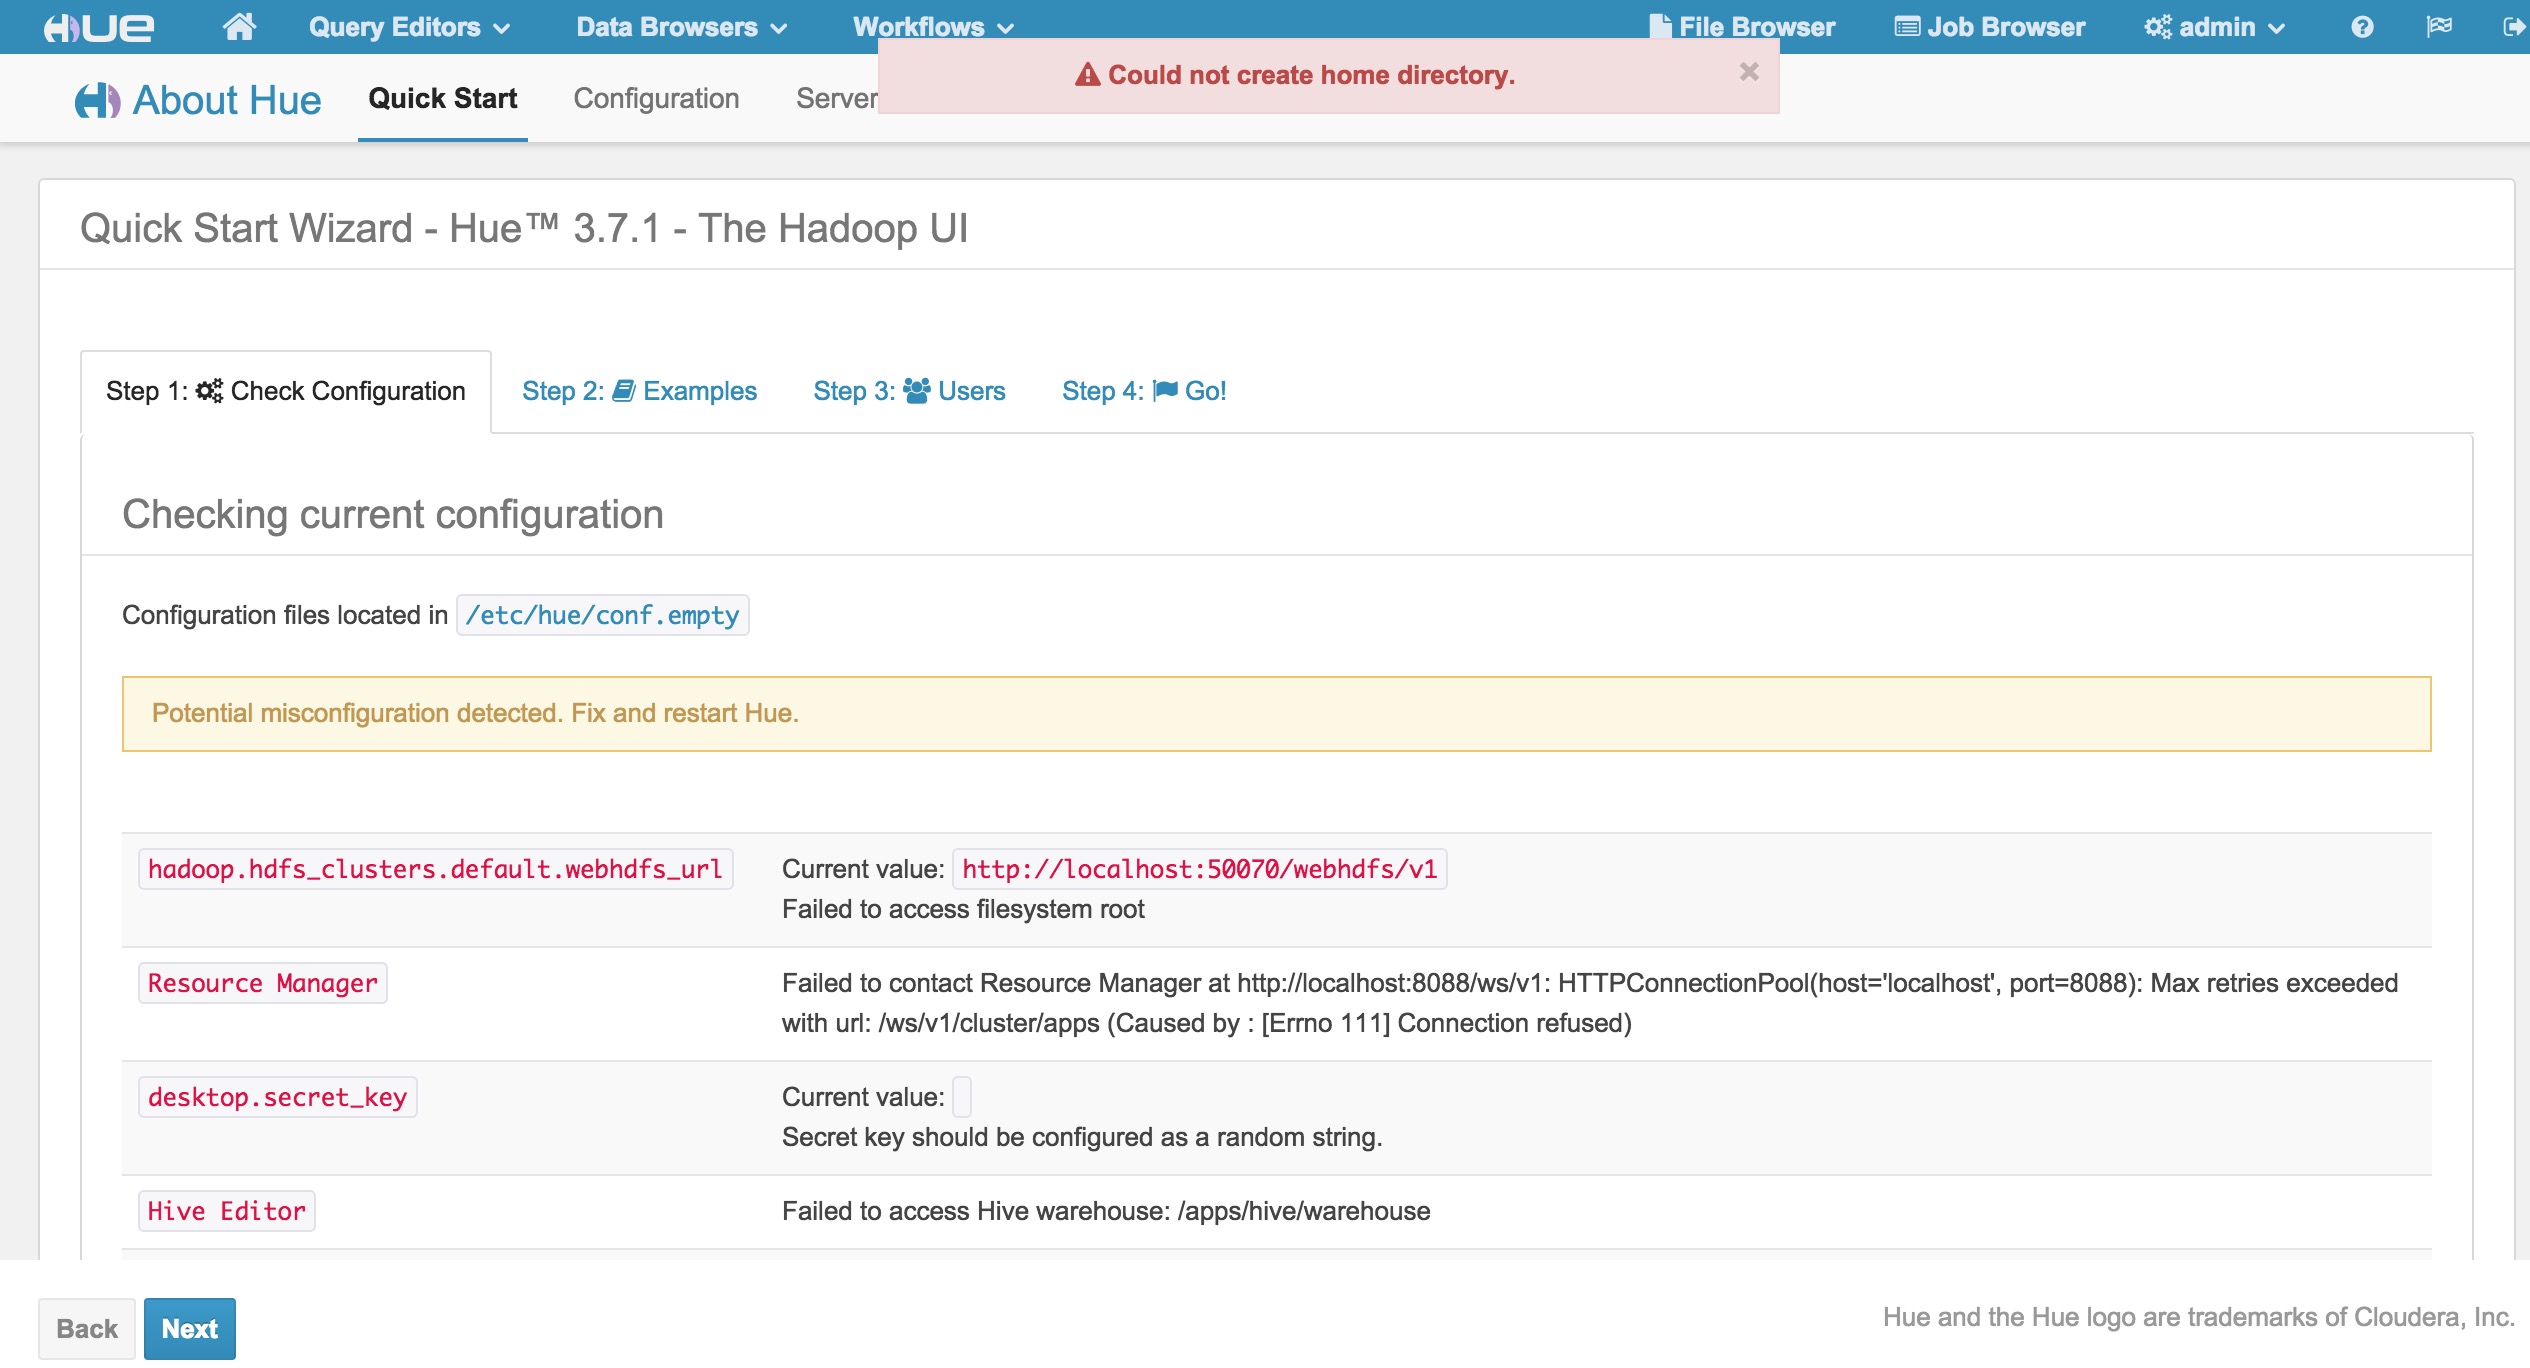 HUE
Query Editors
Data Browsers
Workflows
File Browser
Job Browser
admin
Could not create home directory.
About Hue
Quick Start
Configuration
Server
Quick Start Wizard - Hue™ 3.7.1 - The Hadoop UI
Step 1: Check Configuration
Step 2: Examples
Step 3: Users
Step 4: Go!
Checking current configuration
Configuration files located in /etc/hue/conf.empty
Potential misconfiguration detected. Fix and restart Hue.
hadoop.hdfs_clusters.default.webhdfs_url
Current value: http://localhost:50070/webhdfs/v1
Failed to access filesystem root
Resource Manager
Failed to contact Resource Manager at http://localhost:8088/ws/v1: HTTPConnectionPool(host='localhost', port=8088): Max retries exceeded
with url: /ws/v1/cluster/apps (Caused by : [Errno 111] Connection refused)
desktop.secret_key
Current value:
Secret key should be configured as a random string.
Hive Editor
Failed to access Hive warehouse: /apps/hive/warehouse
Back
Next
Hue and the Hue logo are trademarks of Cloudera, Inc.